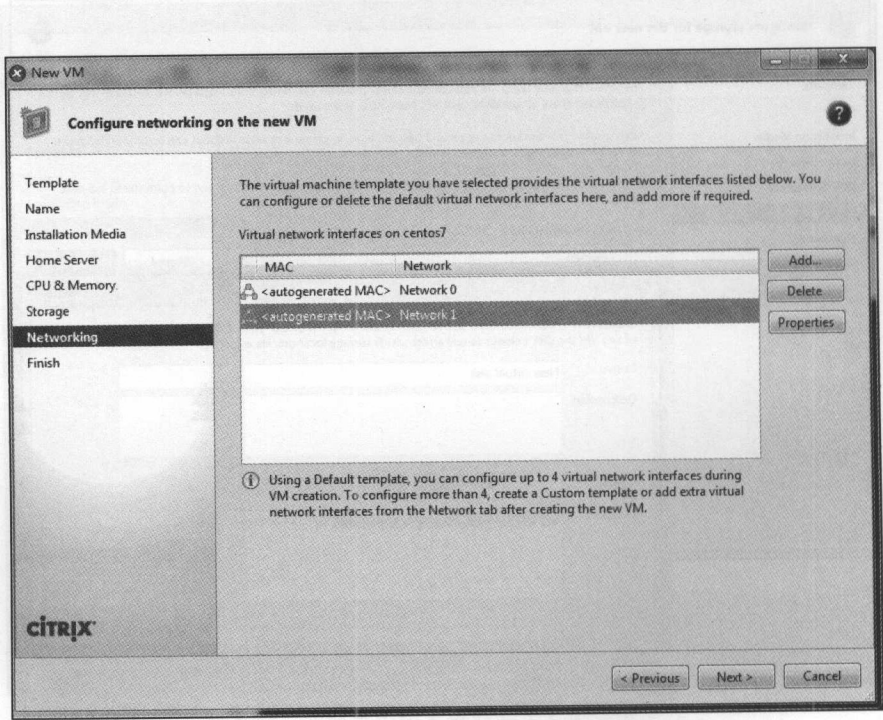 New VM
Configure networking on the new VM
Template
Name
Installation Media
Home Server
CPU & Memory
Storage
Networking
Finish
The virtual machine template you have selected provides the virtual network interfaces listed below. You
can configure or delete the default virtual network interfaces here, and add more if required.
Virtual network interfaces on centos7
MAC Network
<autogenerated MAC> Network 0
<autogenerated MAC> Network 1
Add...
Delete
Properties
Using a Default template, you can configure up to 4 virtual network interfaces during
VM creation. To configure more than 4, create a Custom template or add extra virtual
network interfaces from the Network tab after creating the new VM.
CITRIX
< Previous Next > Cancel